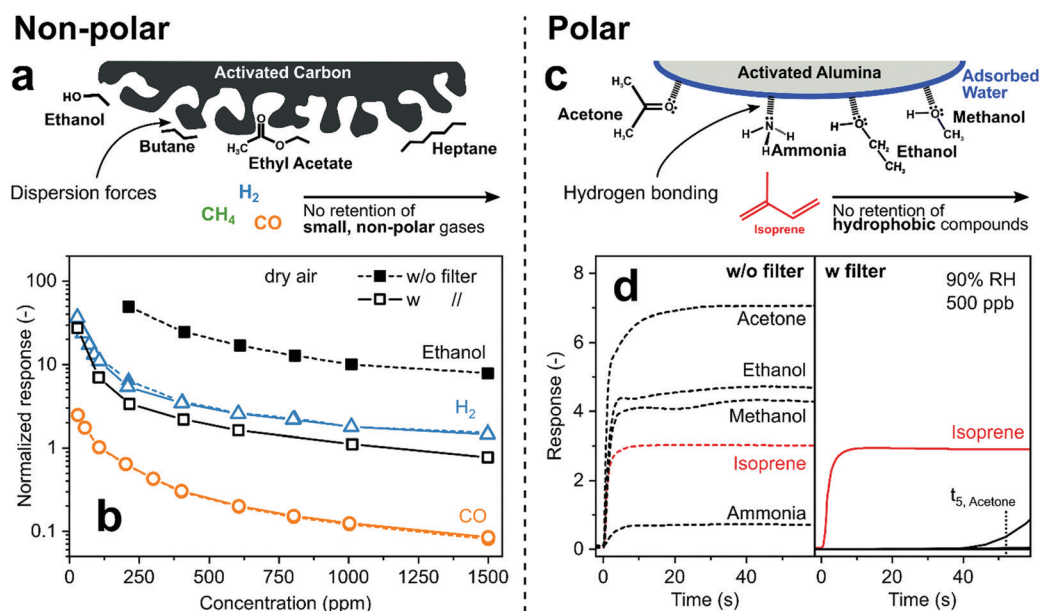 Non-polar
Polar
a
Activated Carbon
HO
Ethanol
Butane
O
H₃C
O
Ethyl Acetate
Heptane
Dispersion forces
H₂
CH₄
CO
No retention of
small, non-polar gases
c
Activated Alumina
Adsorbed
Water
H₃C
Acetone
C=O:
CH₃
N
H
H
H
Ammonia
H-O:
CH₂
CH₃
Ethanol
H-O:
CH₃
Methanol
Hydrogen bonding
Isoprene
No retention of
hydrophobic compounds
b
Normalized response (-)
100
10
1
0.1
dry air
w/o filter
w //
Ethanol
H₂
CO
0 250 500 750 1000 1250 1500
Concentration (ppm)
d
Response (-)
8
6
4
2
0
w/o filter
Acetone
Ethanol
Methanol
Isoprene
Ammonia
0 20 40
Time (s)
w filter
90% RH
500 ppb
Isoprene
t₅, Acetone
0 20 40
Time (s)